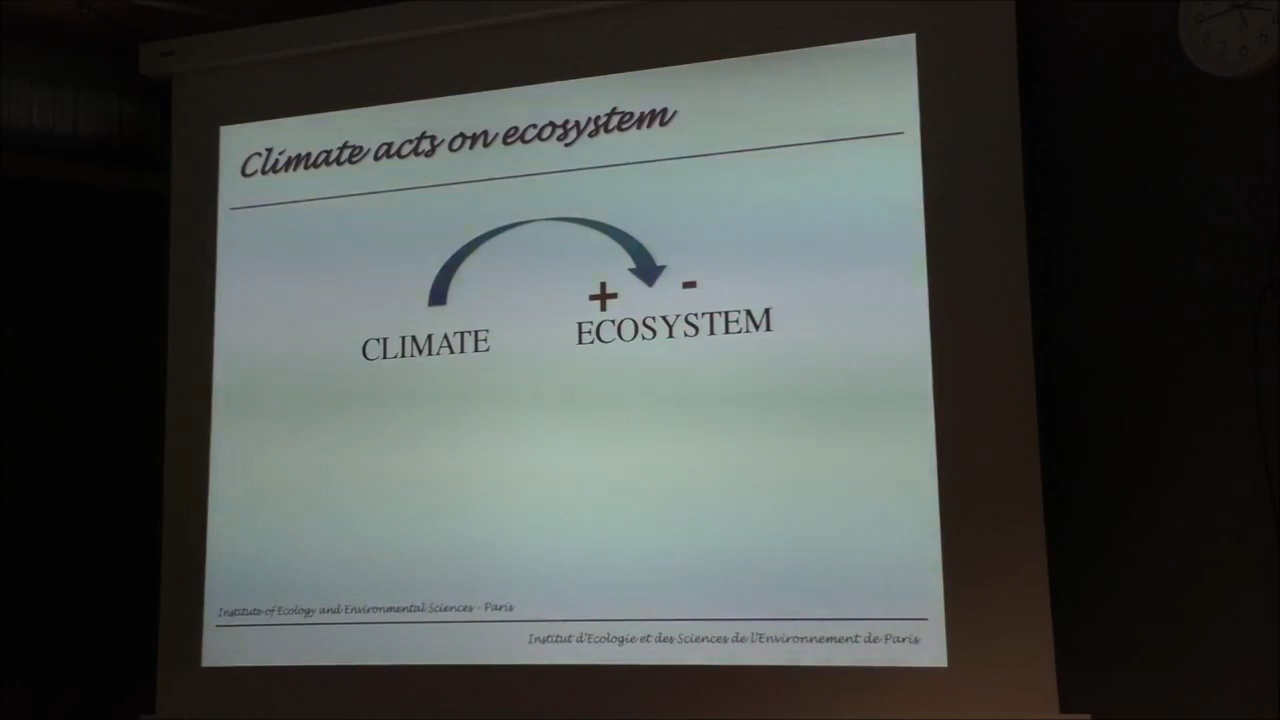 Climate acts on ecosystem
+ -
CLIMATE ECOSYSTEM
Institute of Ecology and Environmental Sciences - Paris
Institut d'Ecologie et des Sciences de l'Environnement de Paris